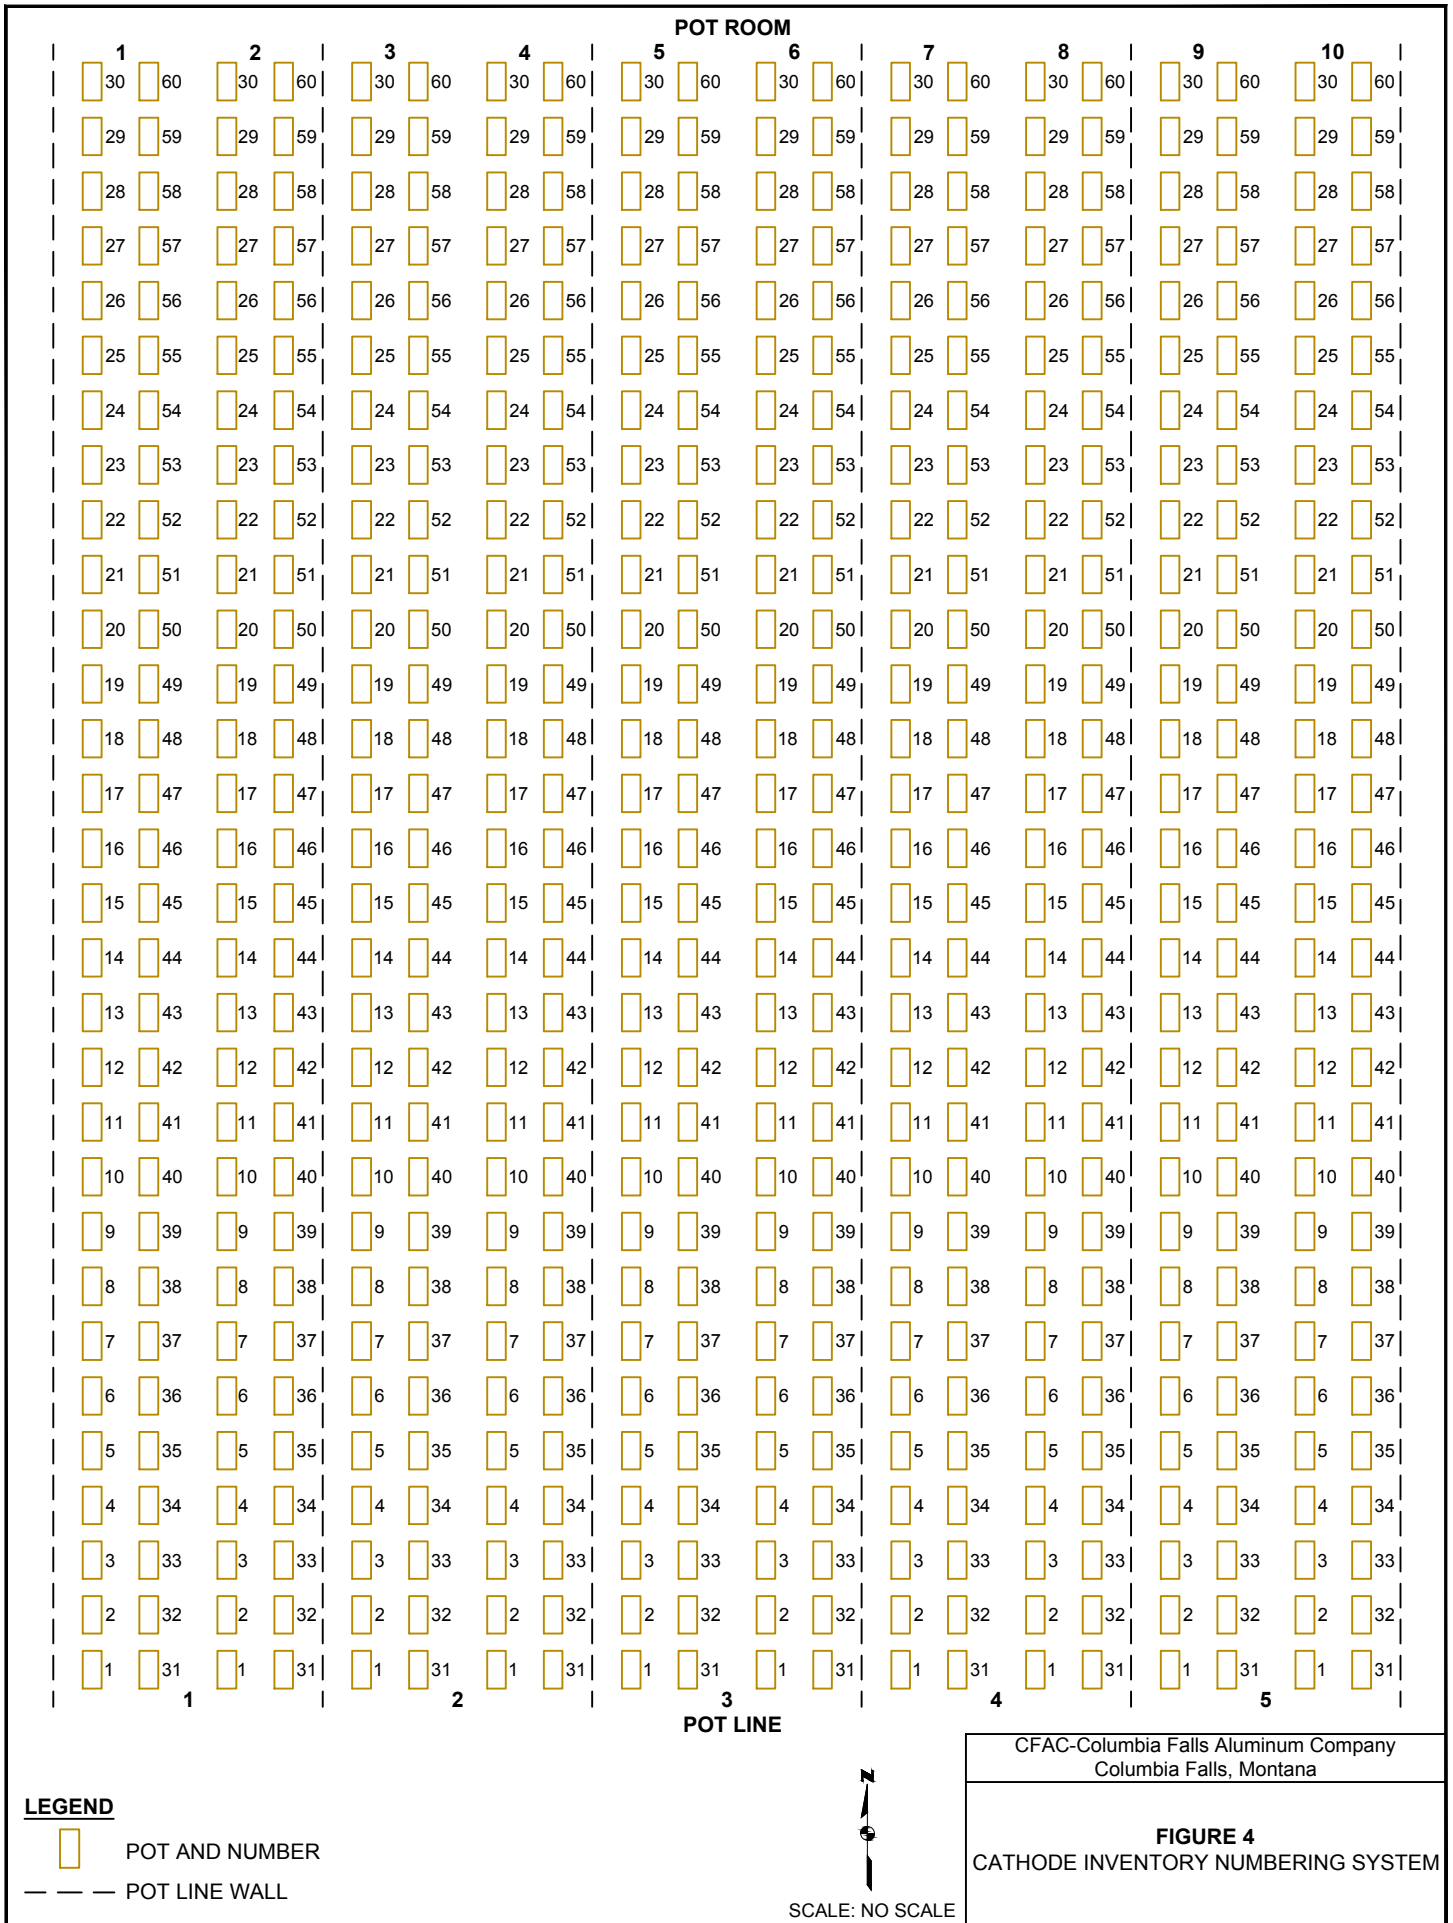 POT ROOM
1 2 3 4 5 6 7 8 9 10
30 60 30 60 30 60 30 60 30 60 30 60 30 60 30 60 30 60 30 60
29 59 29 59 29 59 29 59 29 59 29 59 29 59 29 59 29 59 29 59
28 58 28 58 28 58 28 58 28 58 28 58 28 58 28 58 28 58 28 58
27 57 27 57 27 57 27 57 27 57 27 57 27 57 27 57 27 57 27 57
26 56 26 56 26 56 26 56 26 56 26 56 26 56 26 56 26 56 26 56
25 55 25 55 25 55 25 55 25 55 25 55 25 55 25 55 25 55 25 55
24 54 24 54 24 54 24 54 24 54 24 54 24 54 24 54 24 54 24 54
23 53 23 53 23 53 23 53 23 53 23 53 23 53 23 53 23 53 23 53
22 52 22 52 22 52 22 52 22 52 22 52 22 52 22 52 22 52 22 52
21 51 21 51 21 51 21 51 21 51 21 51 21 51 21 51 21 51 21 51
20 50 20 50 20 50 20 50 20 50 20 50 20 50 20 50 20 50 20 50
19 49 19 49 19 49 19 49 19 49 19 49 19 49 19 49 19 49 19 49
18 48 18 48 18 48 18 48 18 48 18 48 18 48 18 48 18 48 18 48
17 47 17 47 17 47 17 47 17 47 17 47 17 47 17 47 17 47 17 47
16 46 16 46 16 46 16 46 16 46 16 46 16 46 16 46 16 46 16 46
15 45 15 45 15 45 15 45 15 45 15 45 15 45 15 45 15 45 15 45
14 44 14 44 14 44 14 44 14 44 14 44 14 44 14 44 14 44 14 44
13 43 13 43 13 43 13 43 13 43 13 43 13 43 13 43 13 43 13 43
12 42 12 42 12 42 12 42 12 42 12 42 12 42 12 42 12 42 12 42
11 41 11 41 11 41 11 41 11 41 11 41 11 41 11 41 11 41 11 41
10 40 10 40 10 40 10 40 10 40 10 40 10 40 10 40 10 40 10 40
9 39 9 39 9 39 9 39 9 39 9 39 9 39 9 39 9 39 9 39
8 38 8 38 8 38 8 38 8 38 8 38 8 38 8 38 8 38 8 38
7 37 7 37 7 37 7 37 7 37 7 37 7 37 7 37 7 37 7 37
6 36 6 36 6 36 6 36 6 36 6 36 6 36 6 36 6 36 6 36
5 35 5 35 5 35 5 35 5 35 5 35 5 35 5 35 5 35 5 35
4 34 4 34 4 34 4 34 4 34 4 34 4 34 4 34 4 34 4 34
3 33 3 33 3 33 3 33 3 33 3 33 3 33 3 33 3 33 3 33
2 32 2 32 2 32 2 32 2 32 2 32 2 32 2 32 2 32 2 32
1 31 1 31 1 31 1 31 1 31 1 31 1 31 1 31 1 31 1 31
1 2 3 4 5
POT LINE
LEGEND
POT AND NUMBER
POT LINE WALL
N
SCALE: NO SCALE
CFAC-Columbia Falls Aluminum Company
Columbia Falls, Montana
FIGURE 4
CATHODE INVENTORY NUMBERING SYSTEM